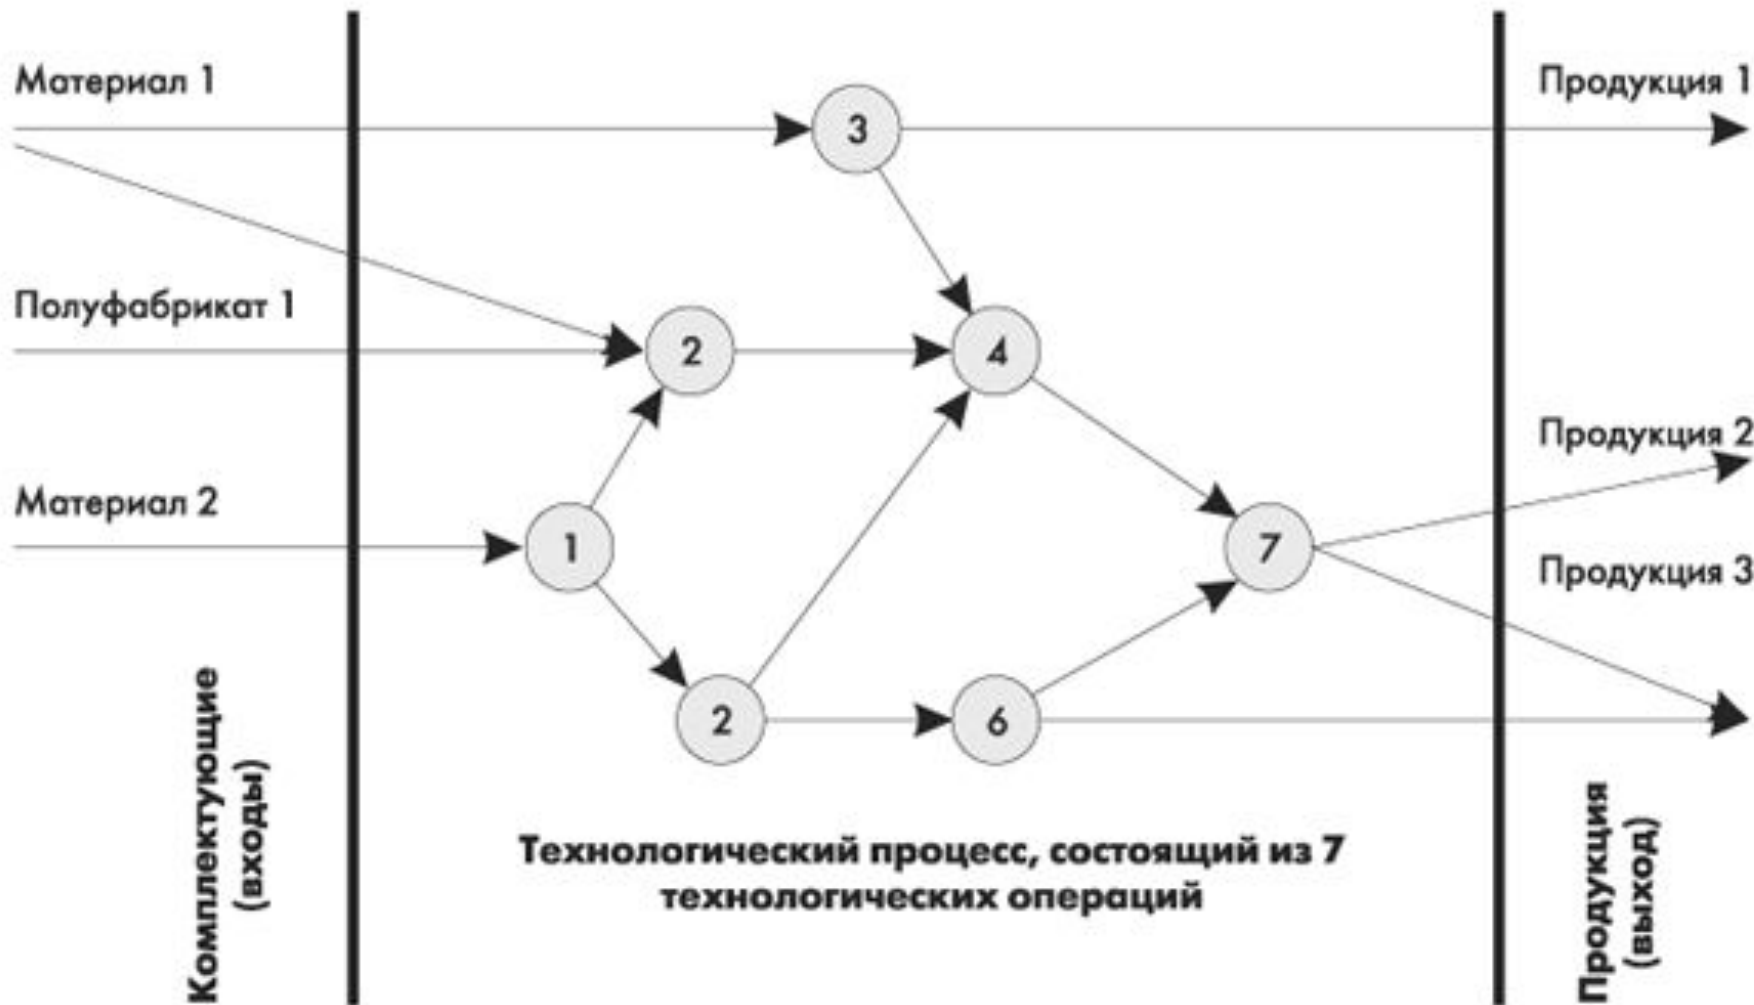 Материал 1
Продукция 1
3
Полуфабрикат 1
2
4
Продукция 2
Материал 2
1
7
Продукция 3
2
6
Комплектующие
(входы)
Технологический процесс, состоящий из 7
технологических операций
Продукция
(выход)